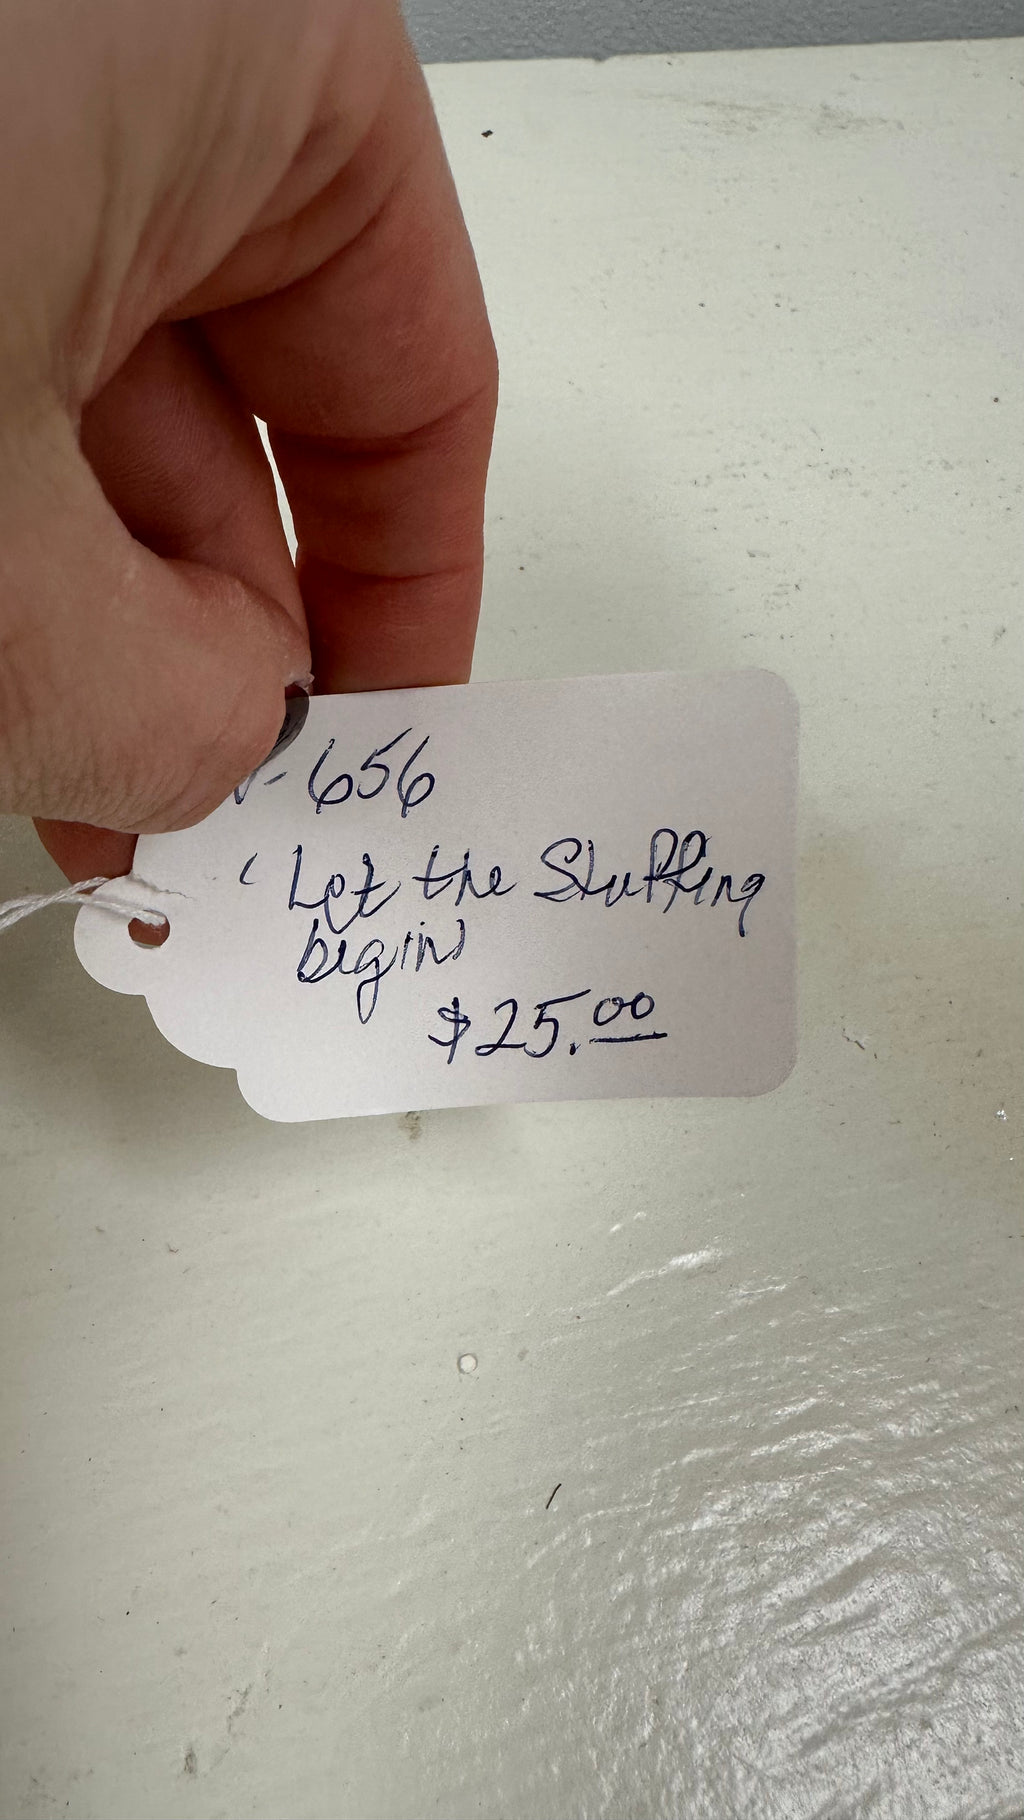 -656
‘Let the Stuffing
begin’
$25.00